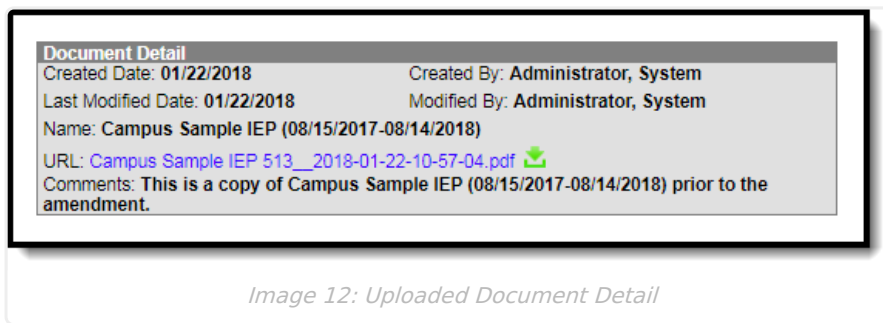 Document Detail
Created Date: 01/22/2018 Created By: Administrator, System
Last Modified Date: 01/22/2018 Modified By: Administrator, System
Name: Campus Sample IEP (08/15/2017-08/14/2018)
URL: Campus Sample IEP 513__2018-01-22-10-57-04.pdf
Comments: This is a copy of Campus Sample IEP (08/15/2017-08/14/2018) prior to the
amendment.
Image 12: Uploaded Document Detail